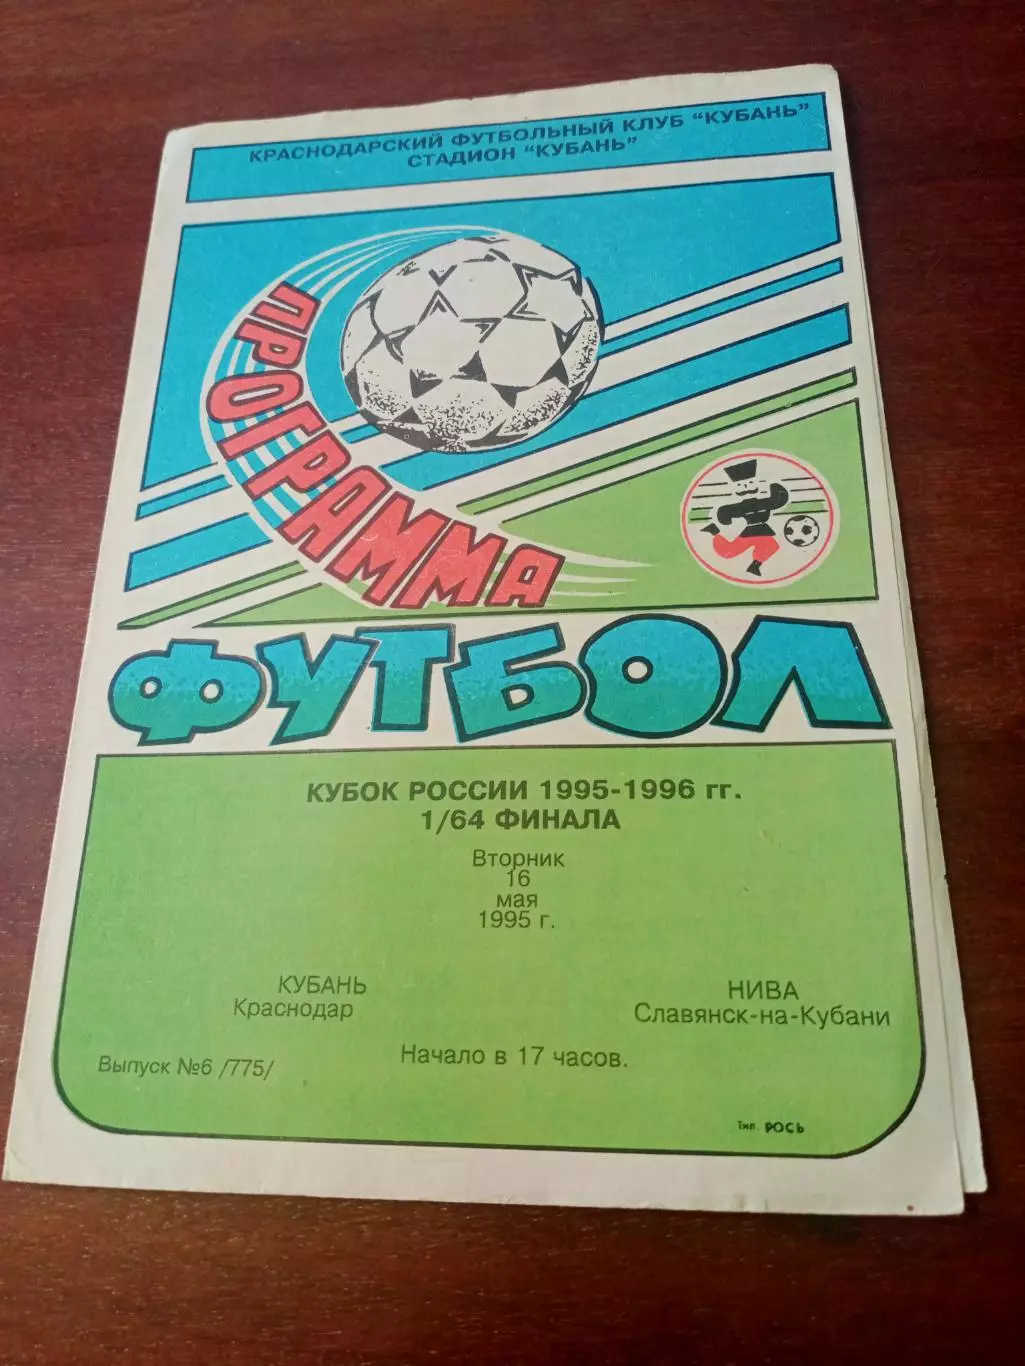 КРАСНОДАРСКИЙ ФУТБОЛЬНЫЙ КЛУБ "КУБАНЬ"
СТАДИОН "КУБАНЬ"
ПРОГРАММА
ФУТБОЛ
КУБОК РОССИИ 1995-1996 гг.
1/64 ФИНАЛА
Вторник
16
мая
1995 г.
КУБАНЬ
Краснодар
НИВА
Славянск-на-Кубани
Выпуск №6 /775/
Начало в 17 часов.
Тип. РОСЬ